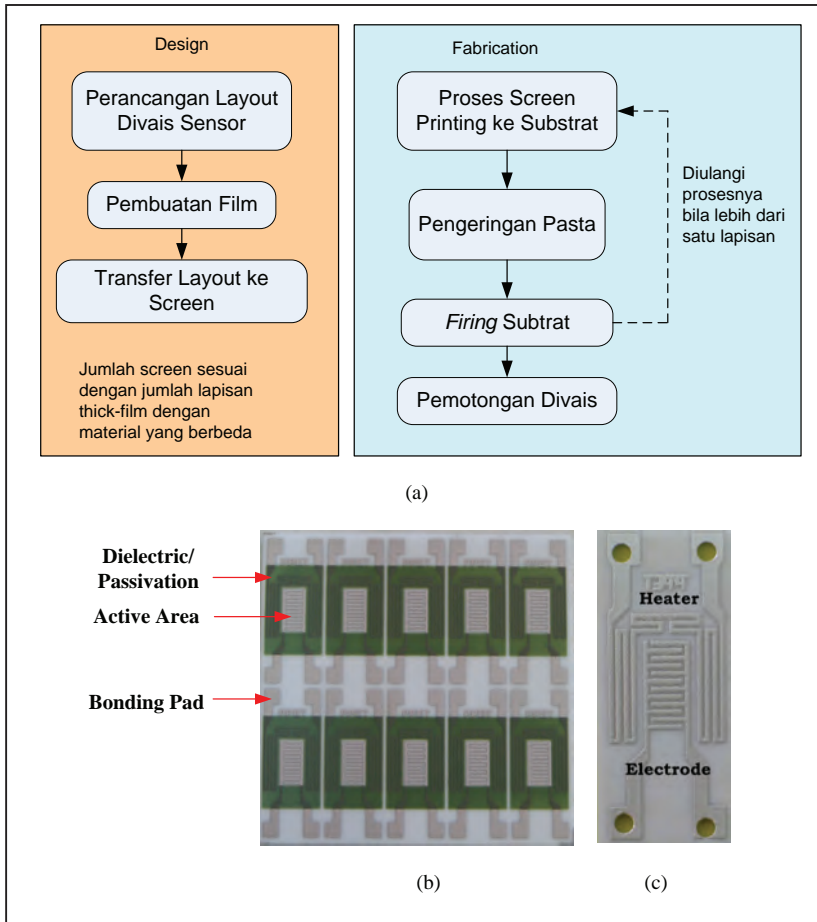 Design
Perancangan Layout
Divais Sensor
Pembuatan Film
Transfer Layout ke
Screen
Jumlah screen sesuai
dengan jumlah lapisan
thick-film dengan
material yang berbeda
Fabrication
Proses Screen
Printing ke Substrat
Pengeringan Pasta
Firing Subtrat
Pemotongan Divais
Diulangi
prosesnya
bila lebih dari
satu lapisan
(a)
Dielectric/
Passivation
Active Area
Bonding Pad
(b)
Heater
Electrode
(c)